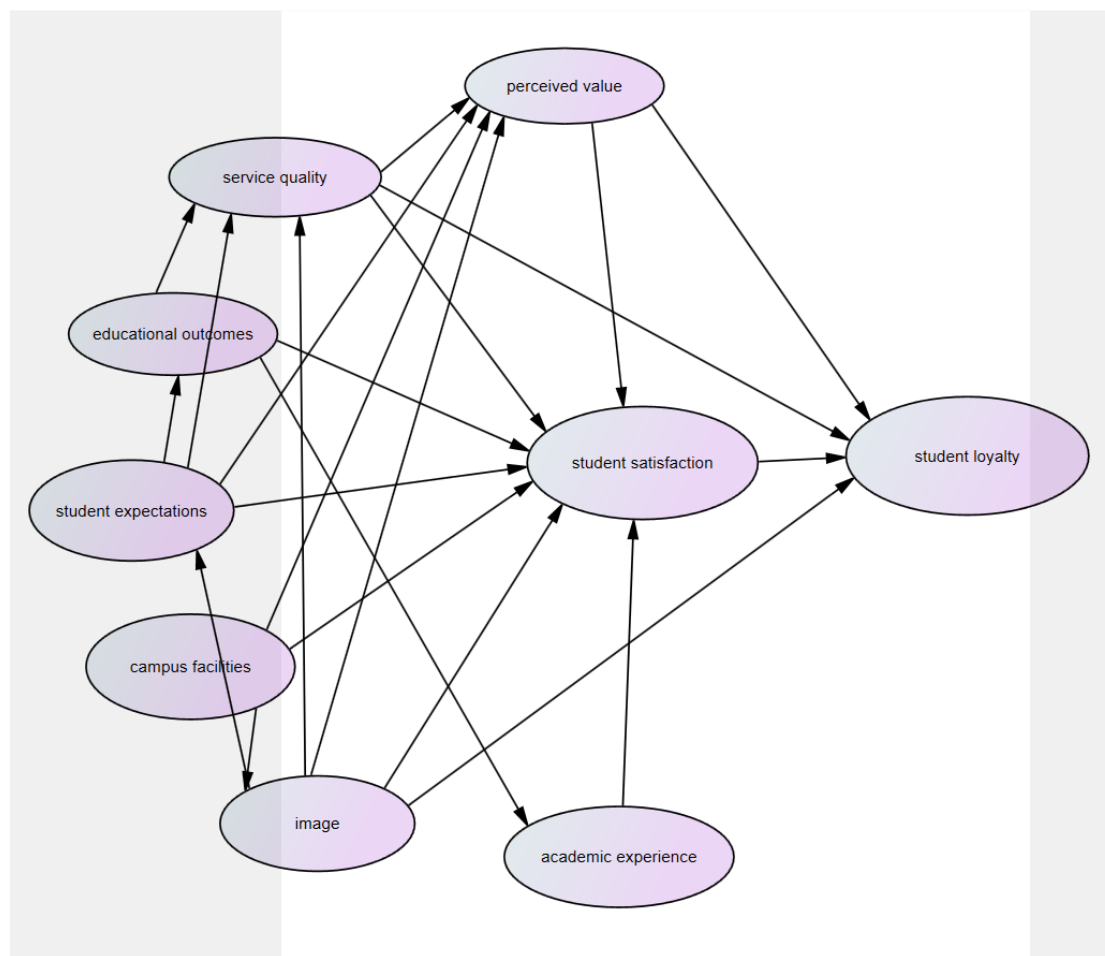 perceived value
service quality
educational outcomes
student satisfaction
student loyalty
student expectations
campus facilities
image
academic experience